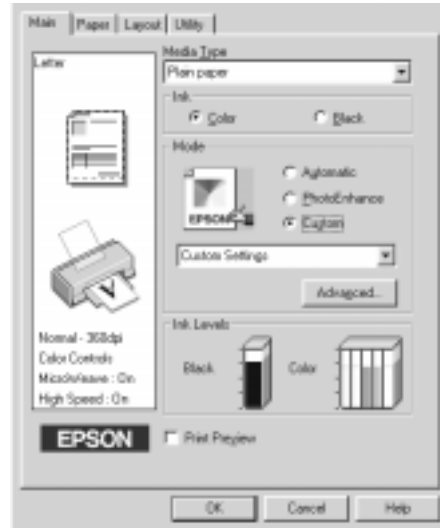 Main Paper Layout Utility
Letter
Media Type
Plain paper
Ink
Color Black
Mode
Automatic
PhotoEnhance
EPSON
Custom
Custom Settings
Advanced...
Normal - 360dpi
Color Controls
MicroWeave : On
High Speed : On
Ink Levels
Black Color
EPSON
Print Preview
OK Cancel Help